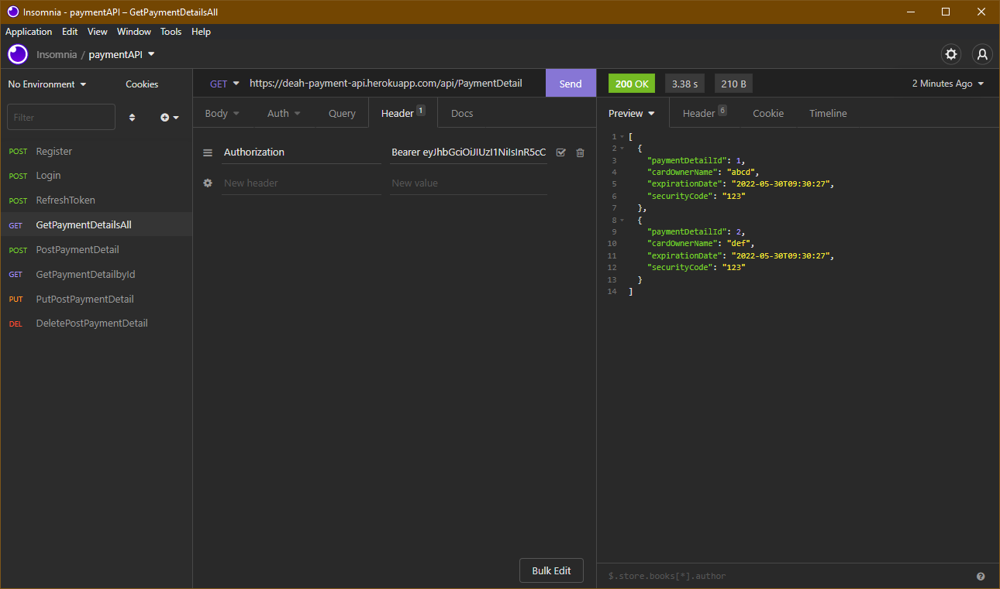 Insomnia - paymentAPI – GetPaymentDetailsAll
Application Edit View Window Tools Help
Insomnia / paymentAPI
No Environment Cookies
Filter
POST Register
POST Login
POST RefreshToken
GET GetPaymentDetailsAll
POST PostPaymentDetail
GET GetPaymentDetailbyId
PUT PutPostPaymentDetail
DEL DeletePostPaymentDetail
GET https://deah-payment-api.herokuapp.com/api/PaymentDetail Send
Body Auth Query Header 1 Docs
Authorization Bearer eyJhbGciOiJIUzI1NiIsInR5cC
New header New value
Bulk Edit
200 OK 3.38 s 210 B 2 Minutes Ago
Preview Header 6 Cookie Timeline
1 [
2 {
3 "paymentDetailId": 1,
4 "cardOwnerName": "abcd",
5 "expirationDate": "2022-05-30T09:30:27",
6 "securityCode": "123"
7 },
8 {
9 "paymentDetailId": 2,
10 "cardOwnerName": "def",
11 "expirationDate": "2022-05-30T09:30:27",
12 "securityCode": "123"
13 }
14 ]
$.store.books[*].author